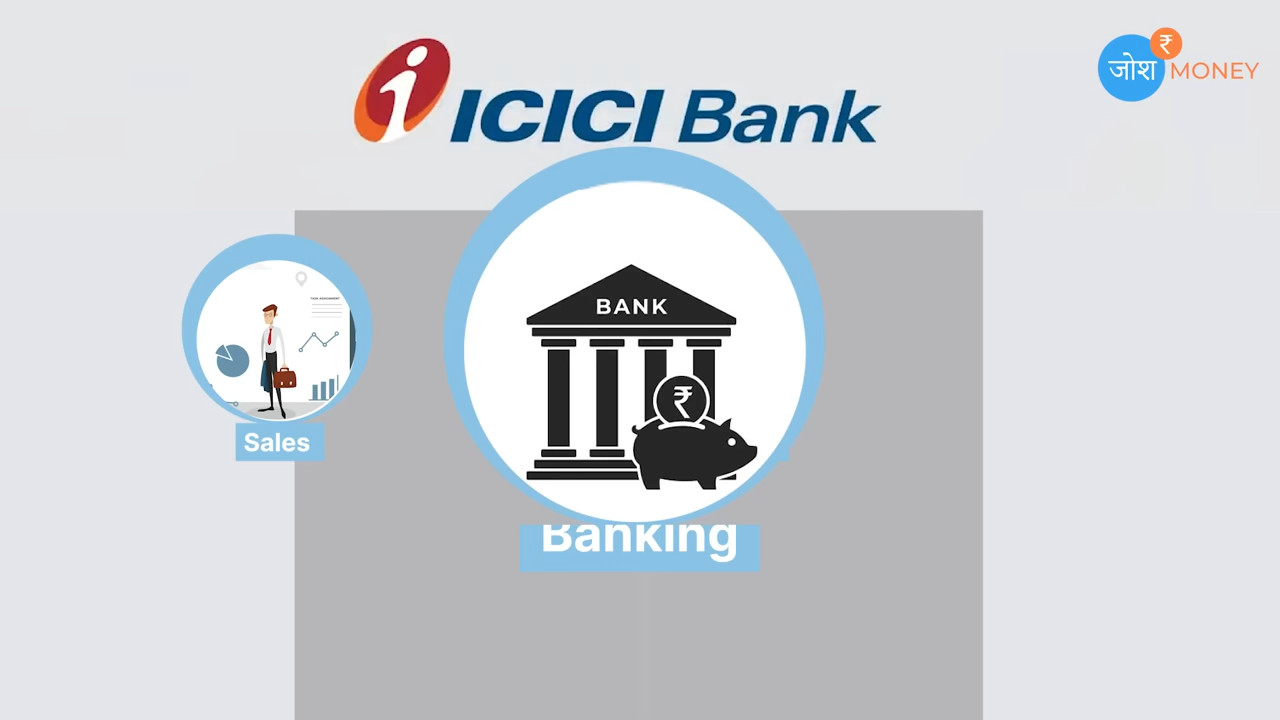 ICICI Bank
जोश
₹
MONEY
BANK
₹
Sales
Banking